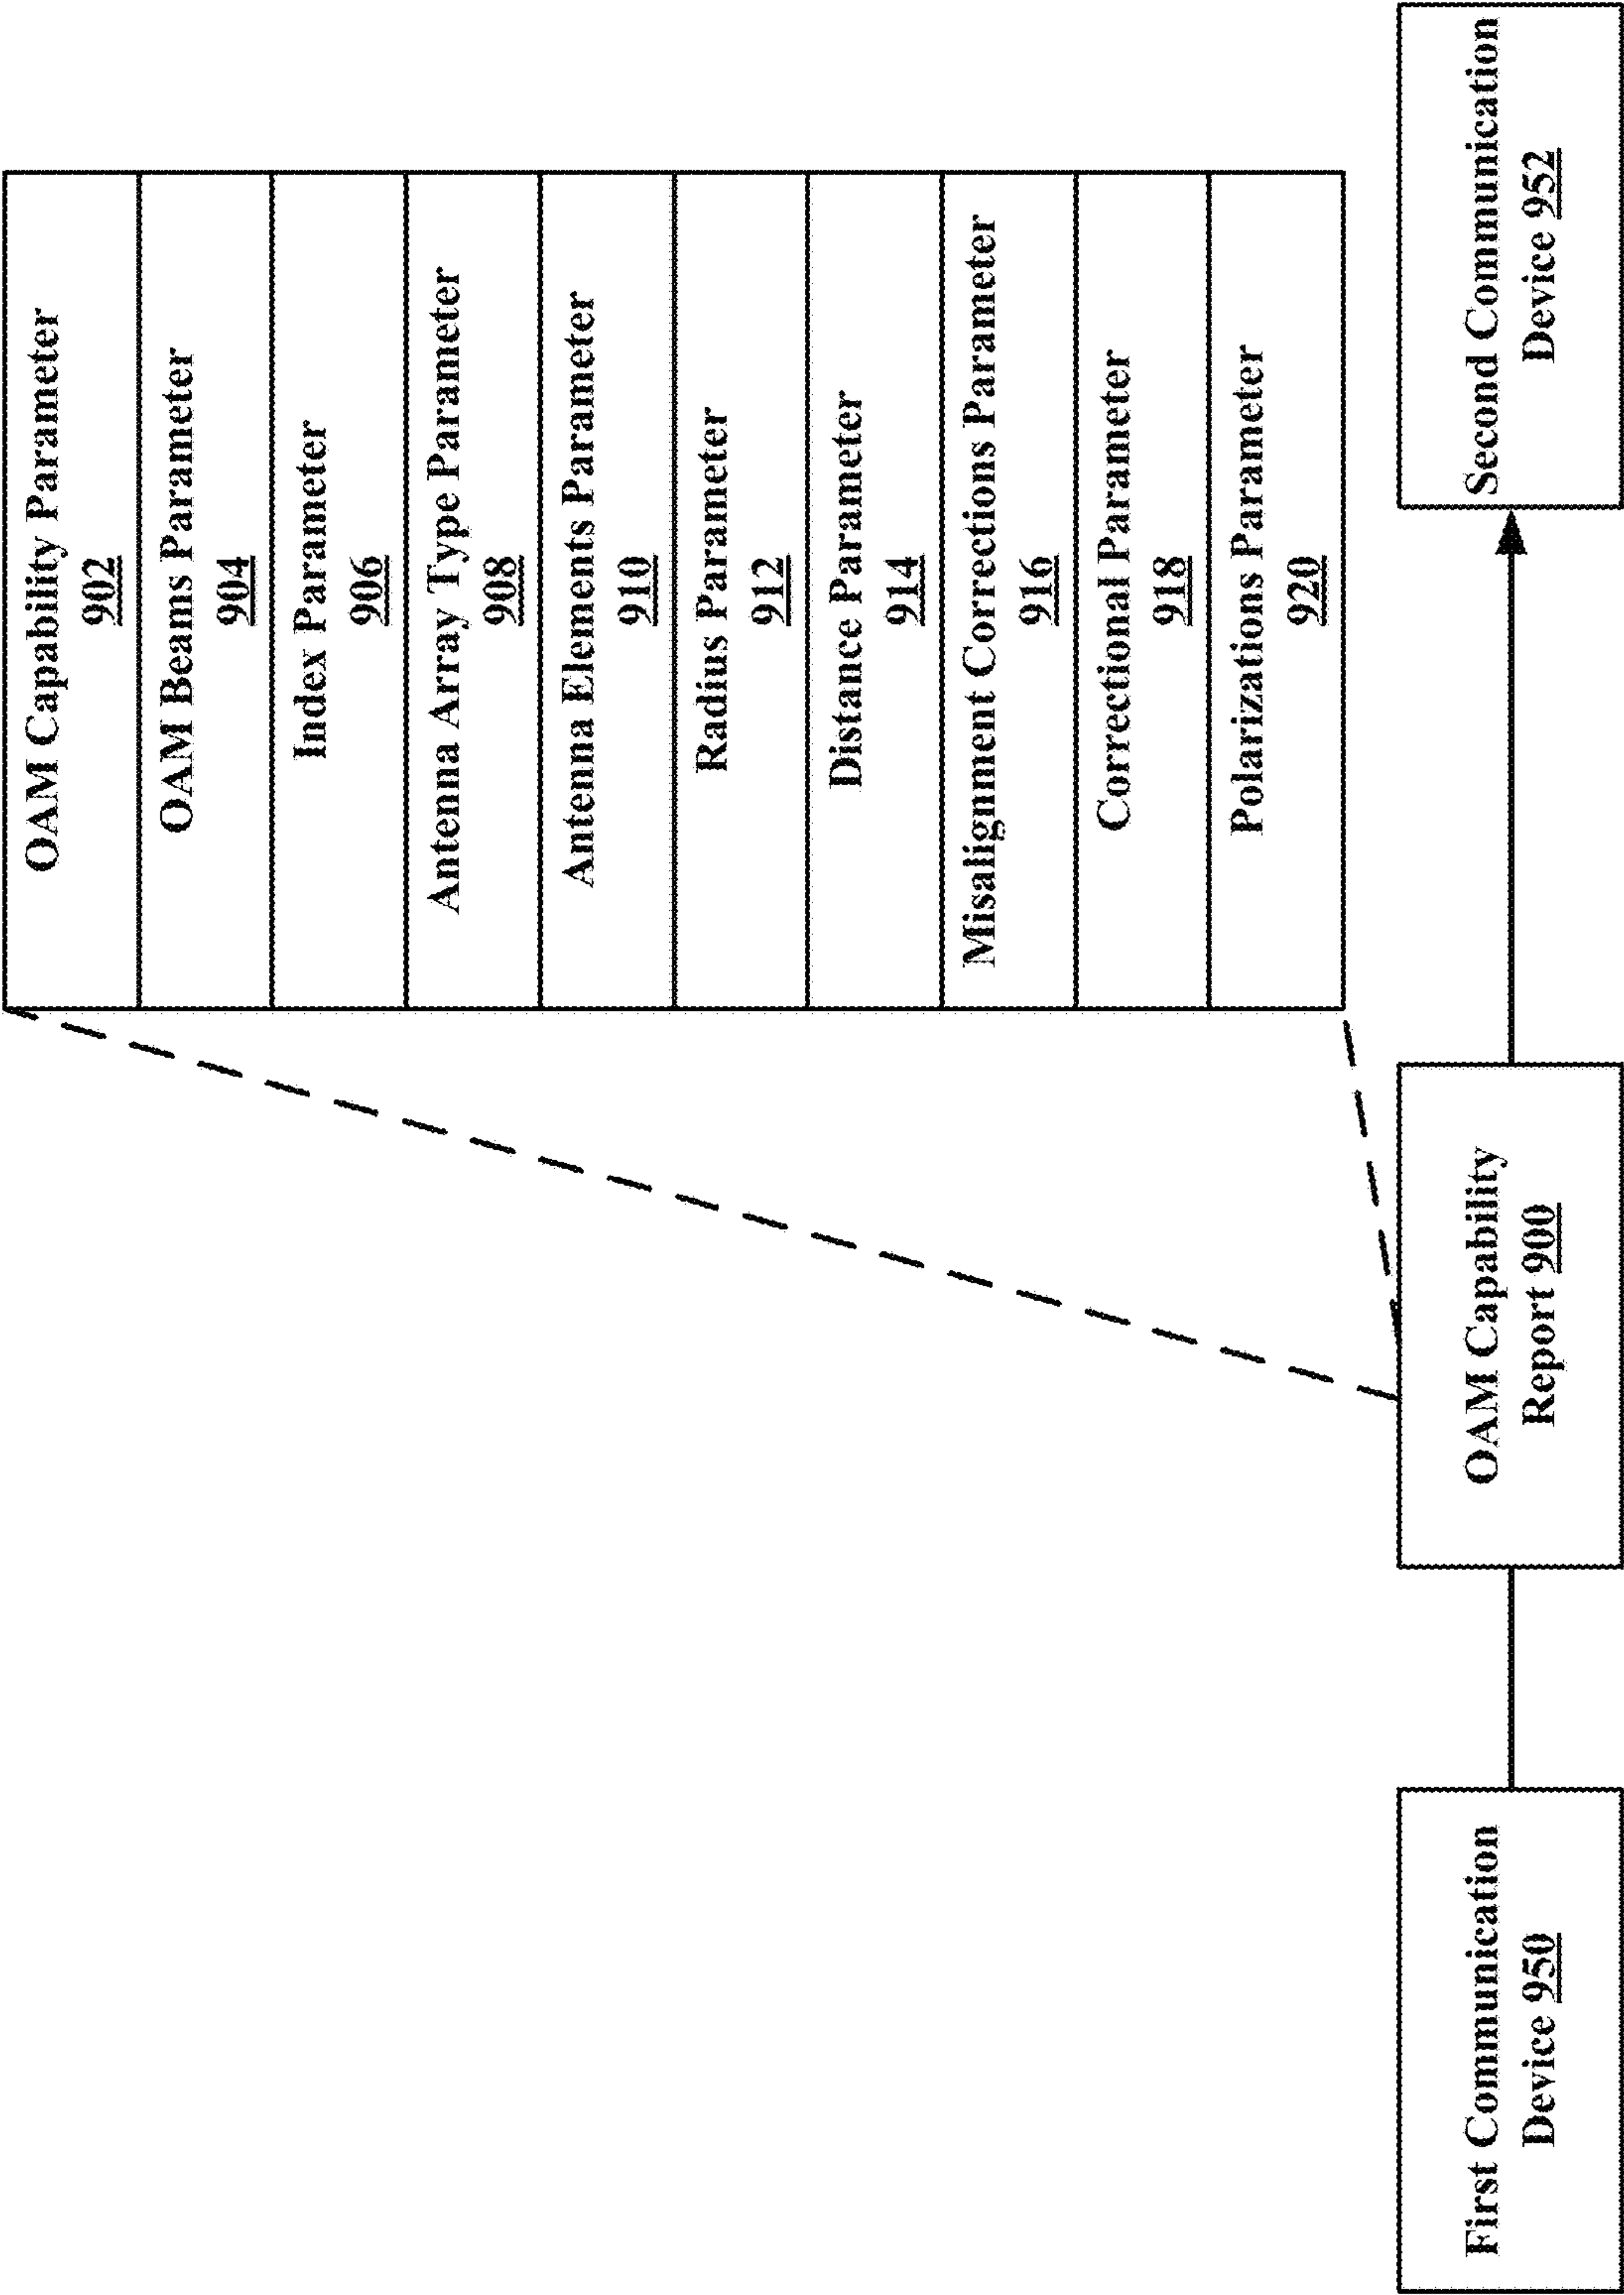 OAM Capability Parameter
902
OAM Beams Parameter
904
Index Parameter
906
Antenna Array Type Parameter
908
Antenna Elements Parameter
910
Radius Parameter
912
Distance Parameter
914
Misalignment Corrections Parameter
916
Correctional Parameter
918
Polarizations Parameter
920
First Communication
Device 950
OAM Capability
Report 900
Second Communication
Device 952